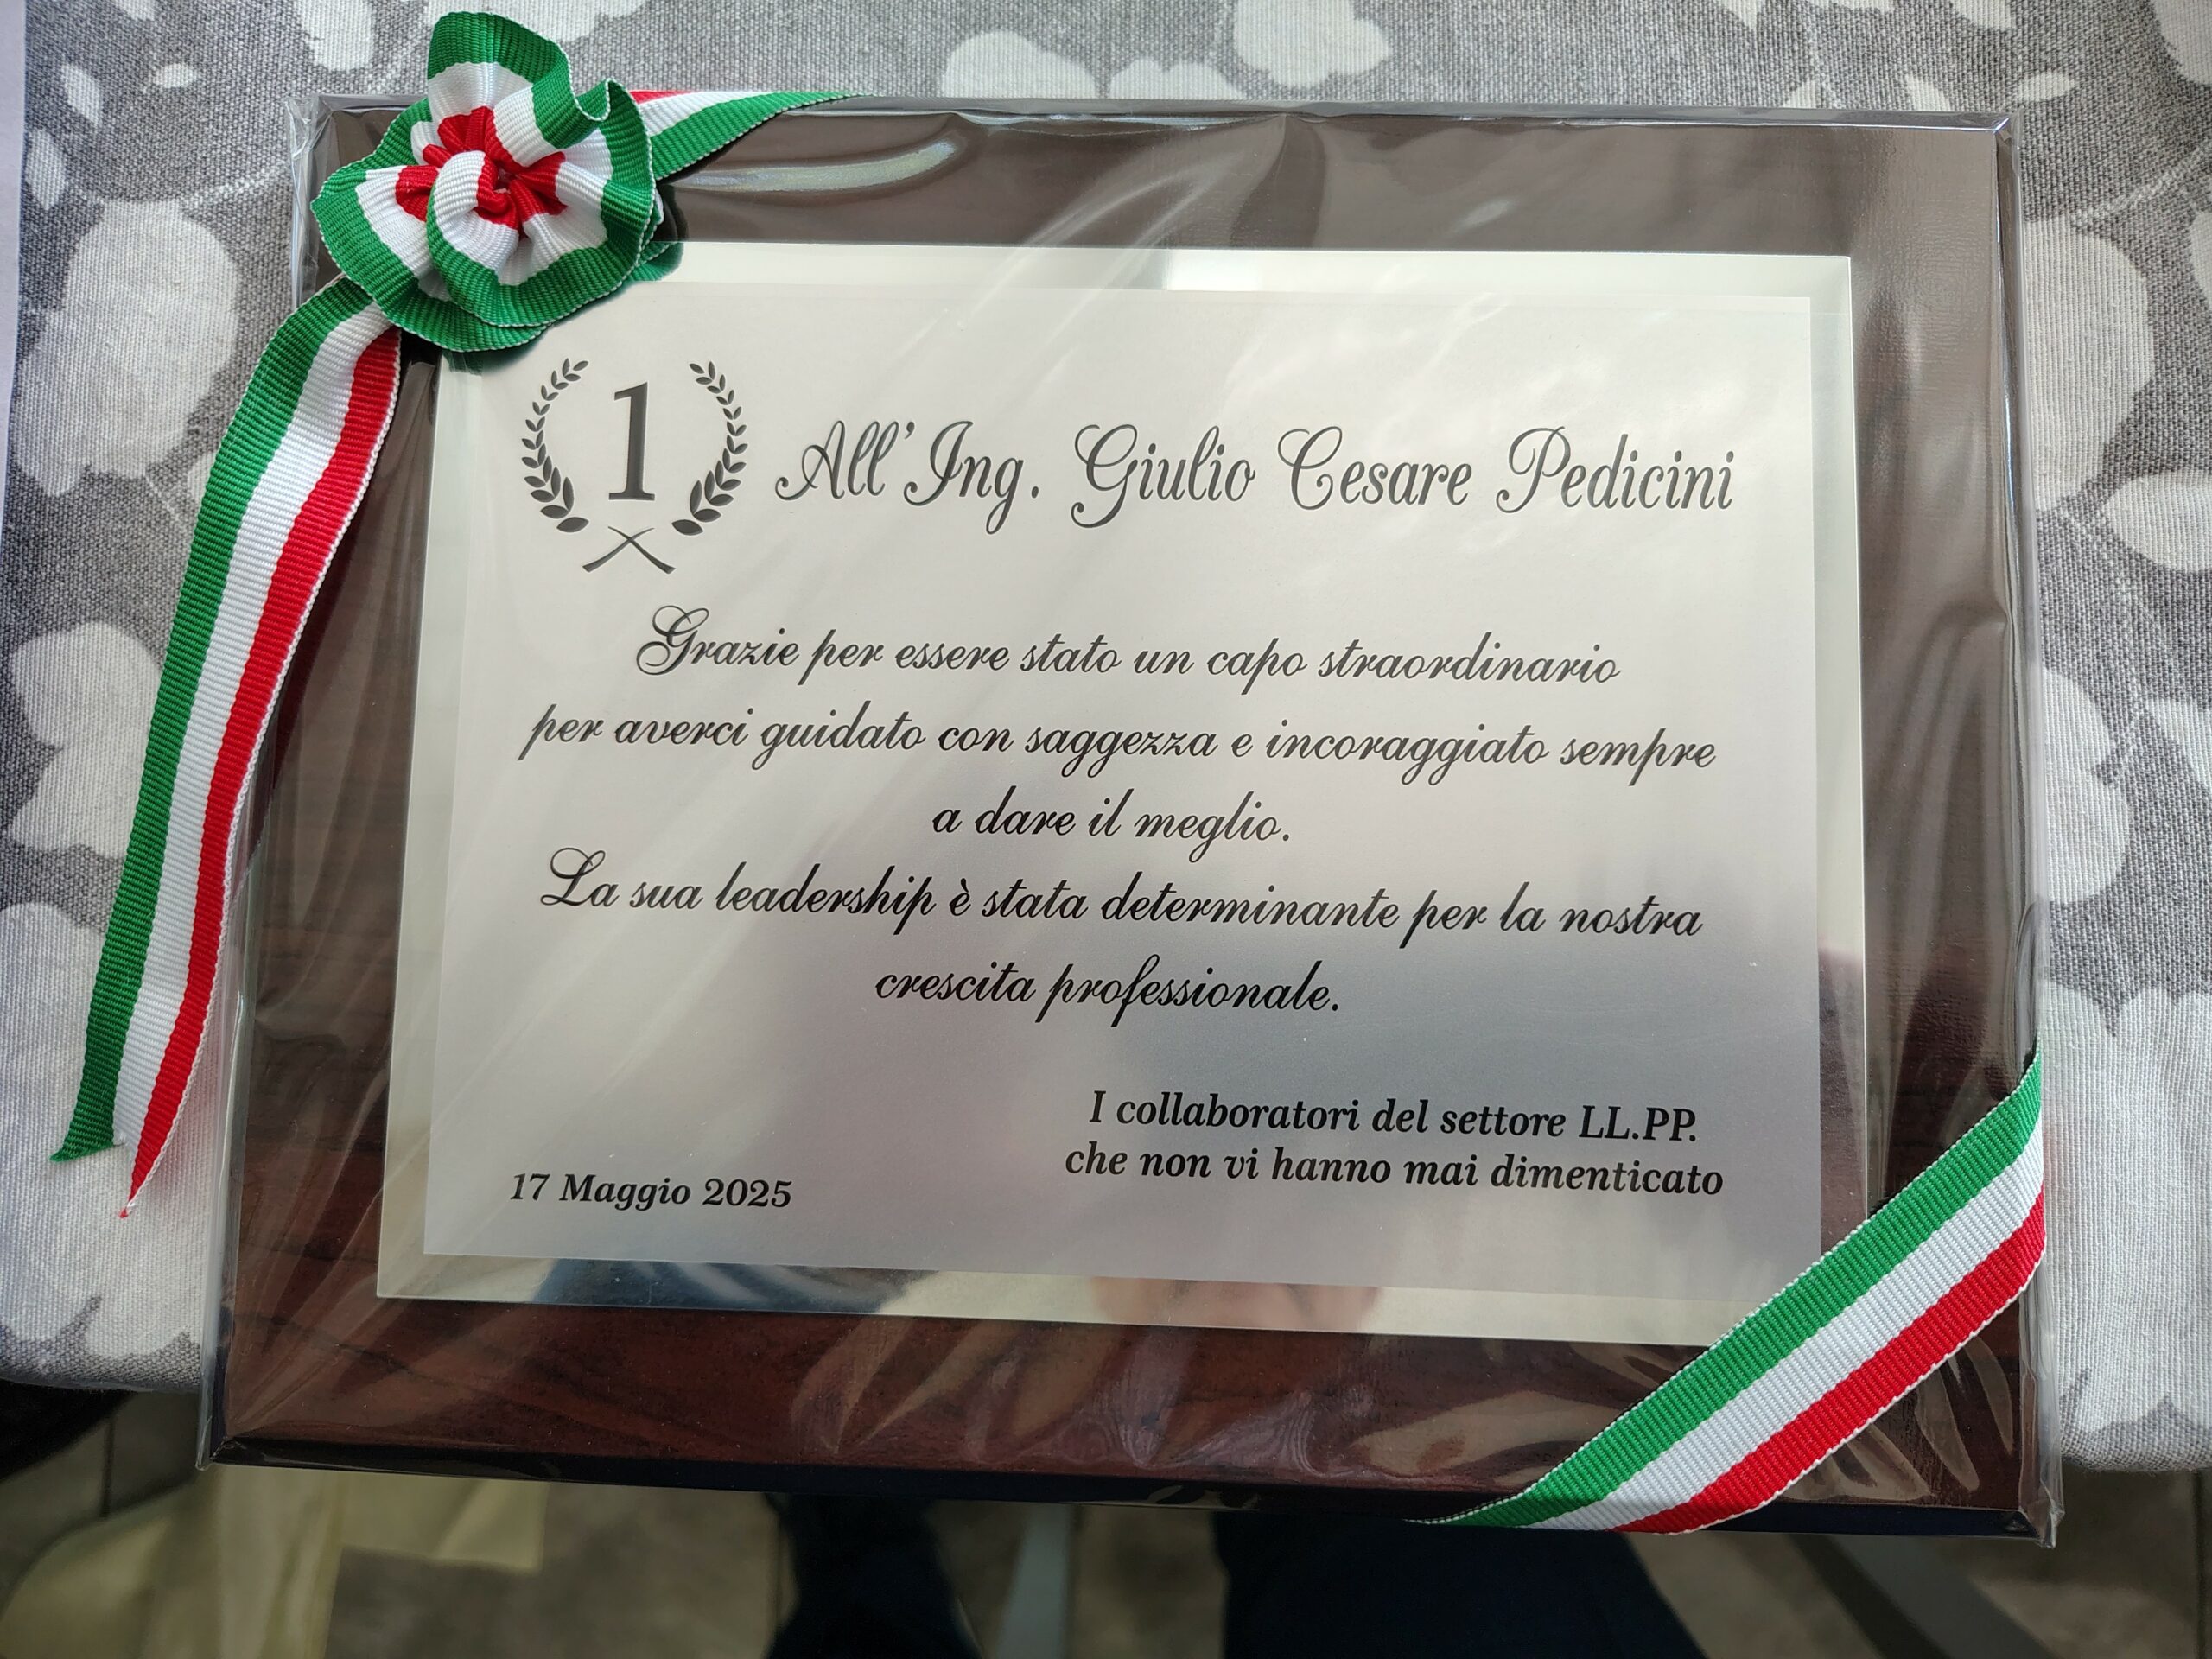 1
All'Ing. Giulio Cesare Pedicini
Grazie per essere stato un capo straordinario
per averci guidato con saggezza e incoraggiato sempre
a dare il meglio.
La sua leadership è stata determinante per la nostra
crescita professionale.
I collaboratori del settore LL.PP.
che non vi hanno mai dimenticato
17 Maggio 2025